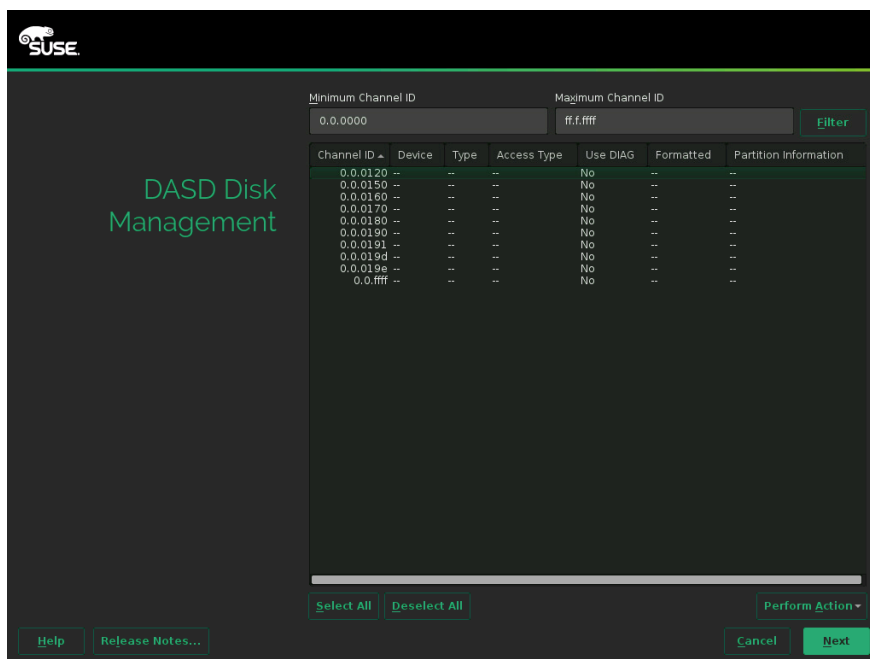 SUSE.
Minimum Channel ID Maximum Channel ID
0.0.0000 ff.f.ffff Filter
DASD Disk
Management
Channel ID Device Type Access Type Use DIAG Formatted Partition Information
0.0.0120 -- -- -- No -- --
0.0.0150 -- -- -- No -- --
0.0.0160 -- -- -- No -- --
0.0.0170 -- -- -- No -- --
0.0.0180 -- -- -- No -- --
0.0.0190 -- -- -- No -- --
0.0.0191 -- -- -- No -- --
0.0.019d -- -- -- No -- --
0.0.019e -- -- -- No -- --
0.0.ffff -- -- -- No -- --
Select All Deselect All Perform Action
Help Release Notes... Cancel Next